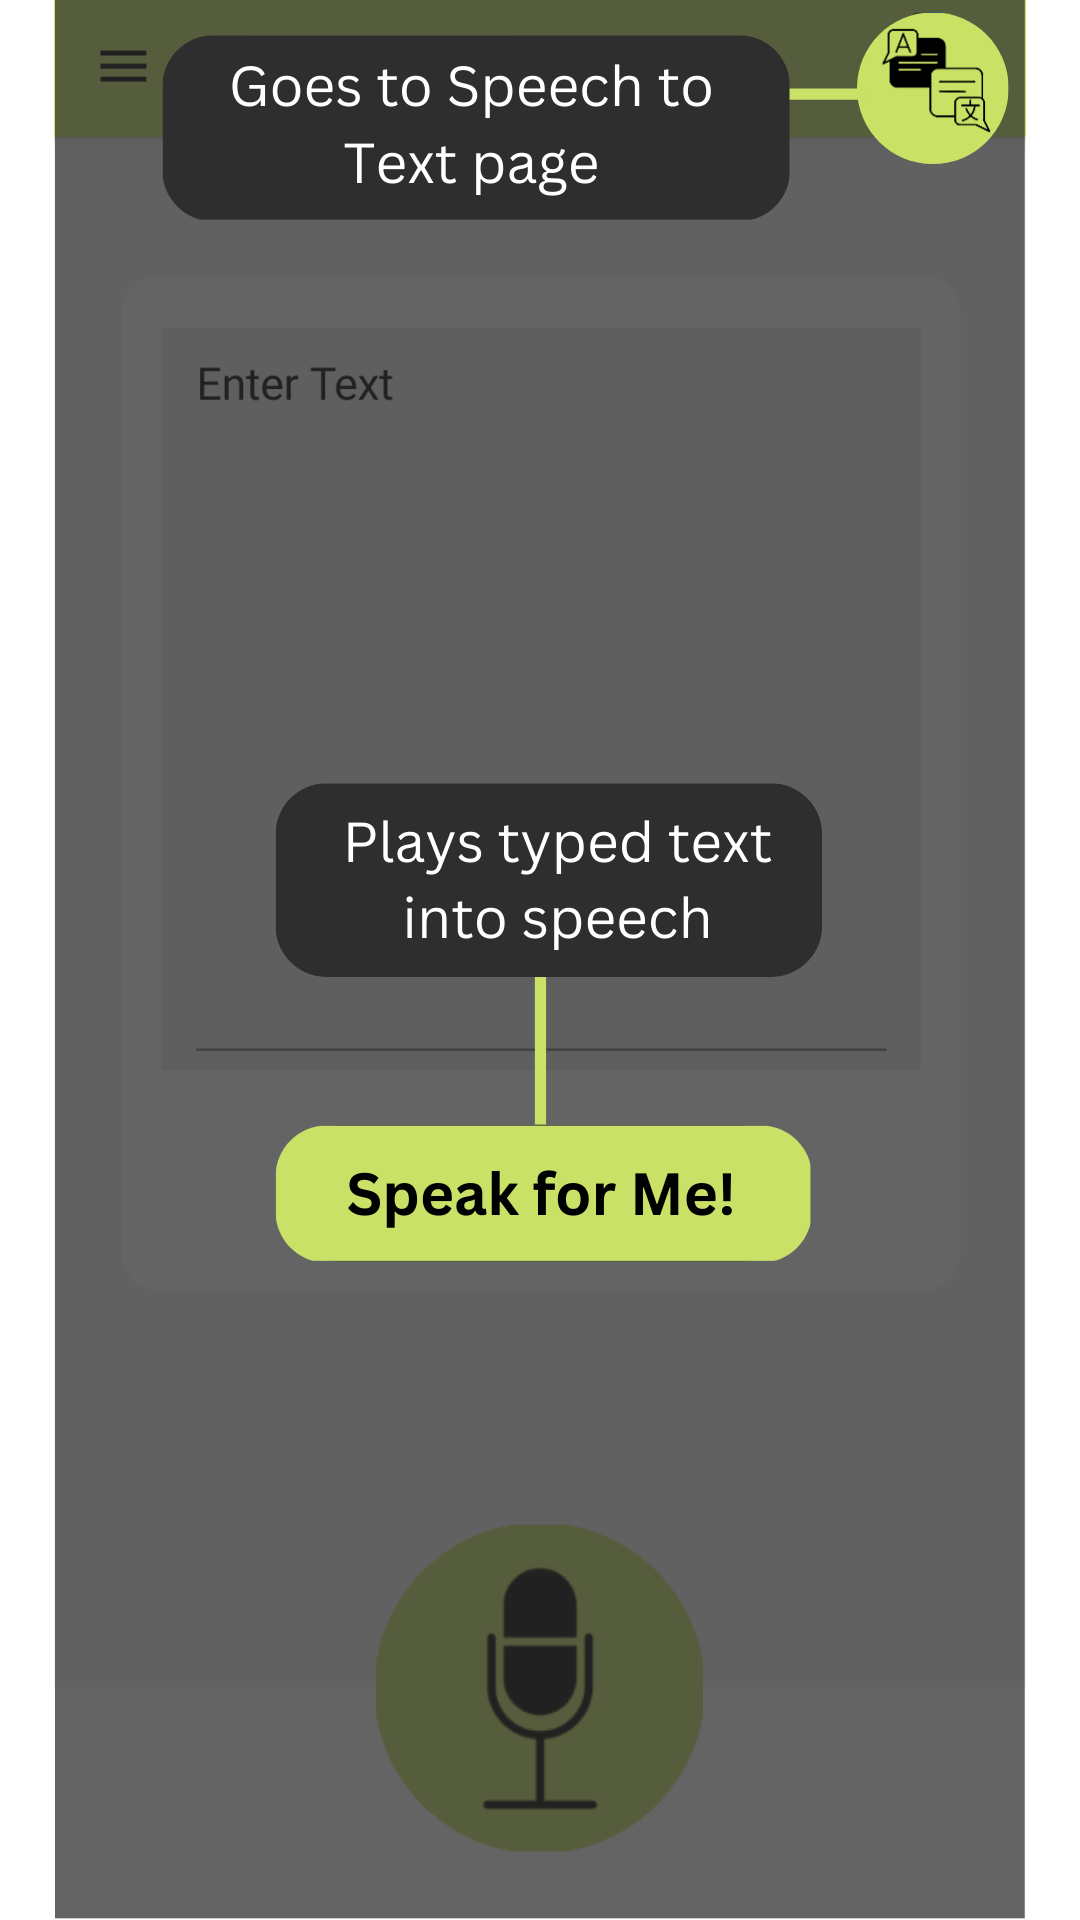 Goes to Speech to
Text page
A
文
Enter Text
Plays typed text
into speech
Speak for Me!